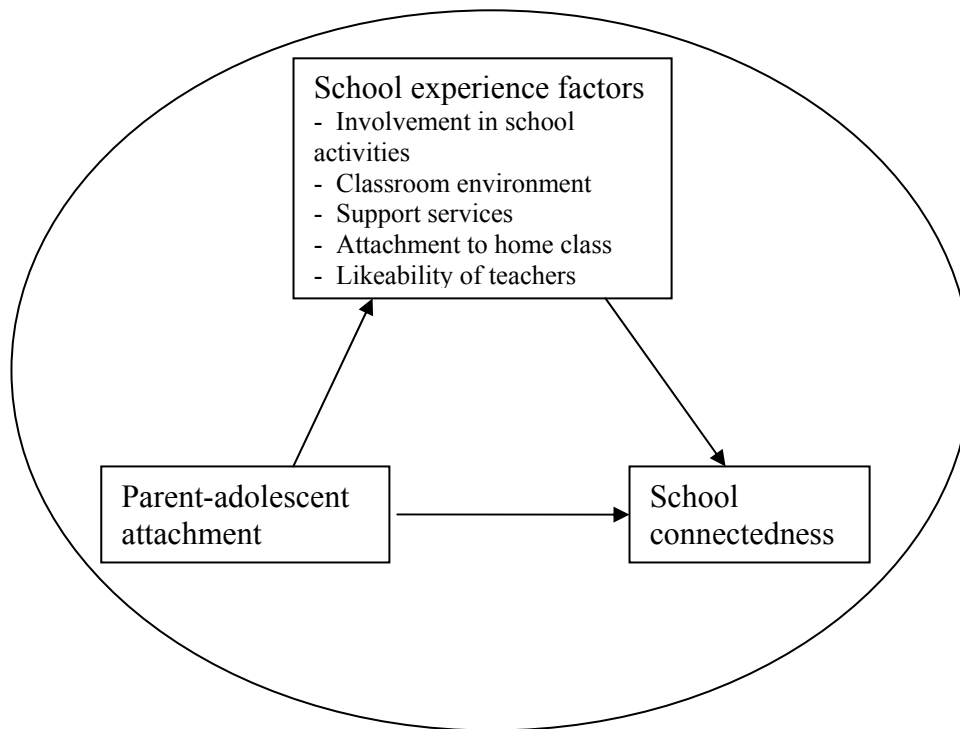 School experience factors
- Involvement in school
activities
- Classroom environment
- Support services
- Attachment to home class
- Likeability of teachers
Parent-adolescent
attachment
School
connectedness